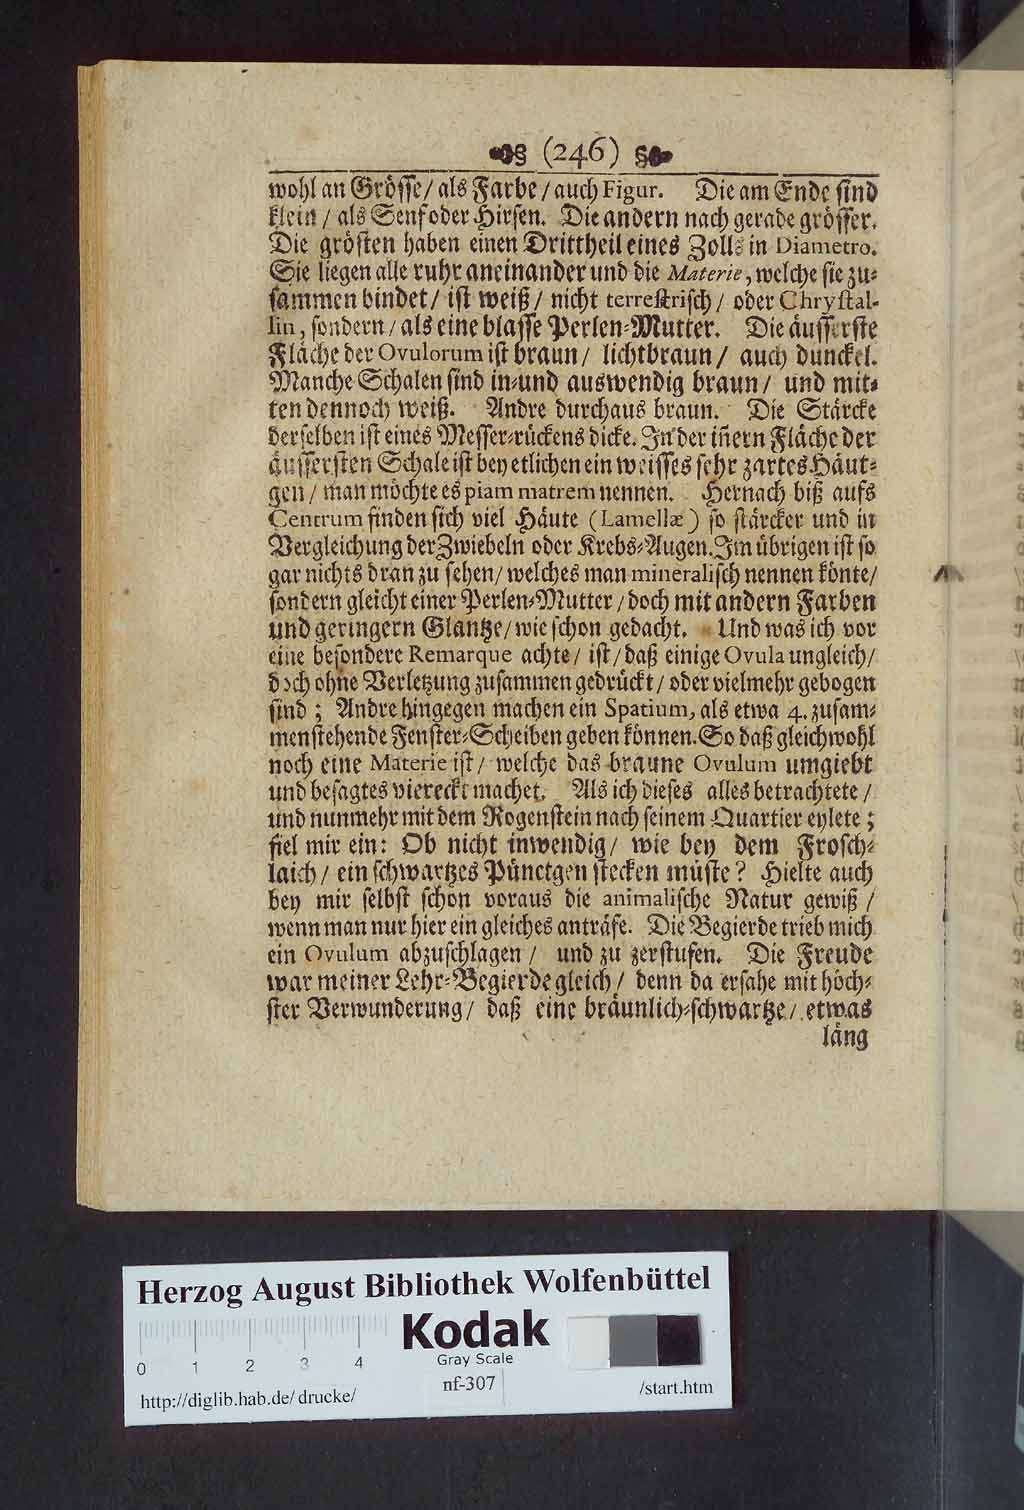 (246)
wohl an Grösse/ als Farbe/ auch Figur. Die am Ende sind
klein/ als Senf oder Hirsen. Die andern nach gerade grösser.
Die grösten haben einen Drittheil eines Zolls in Diametro.
Sie liegen alle ruhr aneinander und die Materie, welche sie zu-
sammen bindet/ ist weiß/ nicht terrestrisch/ oder Chrystal-
lin, sondern/ als eine blasse Perlen-Mutter. Die äusserste
Fläche der Ovulorum ist braun/ lichtbraun/ auch dunckel.
Manche Schalen sind in-und auswendig braun/ und mit-
ten dennoch weiß. Andre durchaus braun. Die Stärcke
derselben ist eines Messer-rückens dicke. In der iñern Fläche der
äussersten Schale ist bey etlichen ein weisses sehr zartes Häut-
gen/ man möchte es piam matrem nennen. Hernach biß aufs
Centrum finden sich viel Häute (Lamellæ) so stärcker und in
Vergleichung der Zwiebeln oder Krebs-Augen. Im übrigen ist so
gar nichts dran zu sehen/ welches man mineralisch nennen könte/
sondern gleicht einer Perlen-Mutter/ doch mit andern Farben
und geringern Glantze/ wie schon gedacht. Und was ich vor
eine besondere Remarque achte/ ist/ daß einige Ovula ungleich/
doch ohne Verletzung zusammen gedrückt/ oder vielmehr gebogen
sind; Andre hingegen machen ein Spatium, als etwa 4. zusam-
menstehende Fenster-Scheiben geben können. So daß gleichwohl
noch eine Materie ist/ welche das braune Ovulum umgiebt
und besagtes viereckt machet. Als ich dieses alles betrachtete/
und nunmehr mit dem Rogenstein nach seinem Quartier eylete;
fiel mir ein: Ob nicht inwendig/ wie bey dem Frosch-
laich/ ein schwartzes Pünctgen stecken müste? Hielte auch
bey mir selbst schon voraus die animalische Natur gewiß/
wenn man nur hier ein gleiches anträfe. Die Begierde trieb mich
ein Ovulum abzuschlagen/ und zu zerstufen. Die Freude
war meiner Lehr-Begierde gleich/ denn da ersahe mit höch-
ster Verwunderung/ daß eine bräunlich-schwartze/ etwas
läng
Herzog August Bibliothek Wolfenbüttel
Kodak
Gray Scale
0 1 2 3 4
nf-307
http://diglib.hab.de/ drucke/ /start.htm